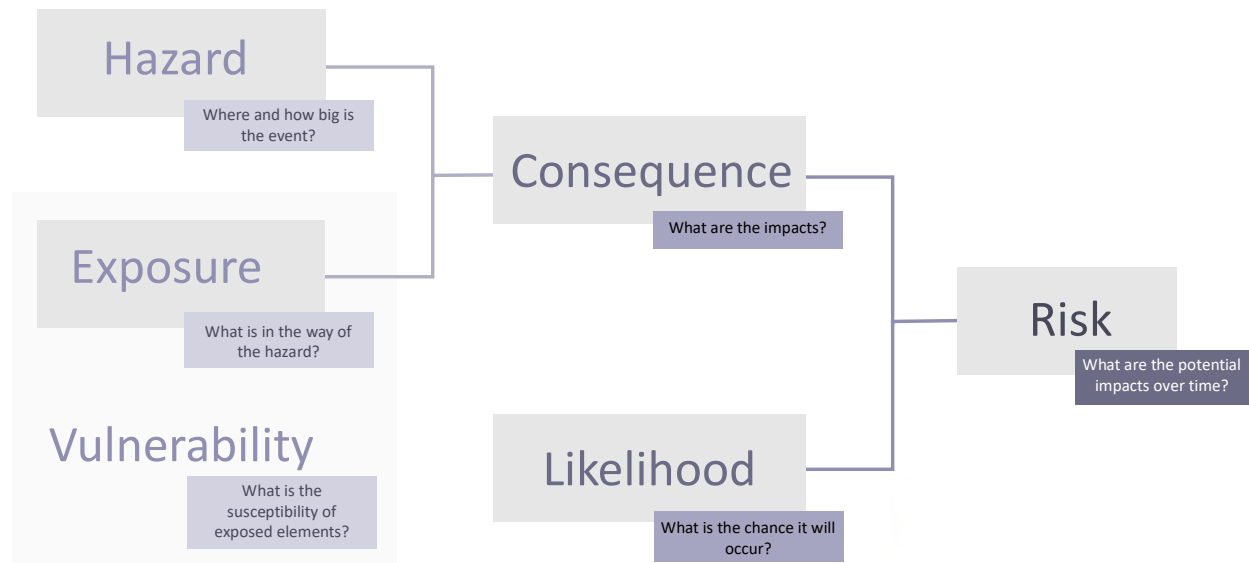 Hazard
Where and how big is
the event?
Exposure
What is in the way of
the hazard?
Vulnerability
What is the
susceptibility of
exposed elements?
Consequence
What are the impacts?
Likelihood
What is the chance it will
occur?
Risk
What are the potential
impacts over time?